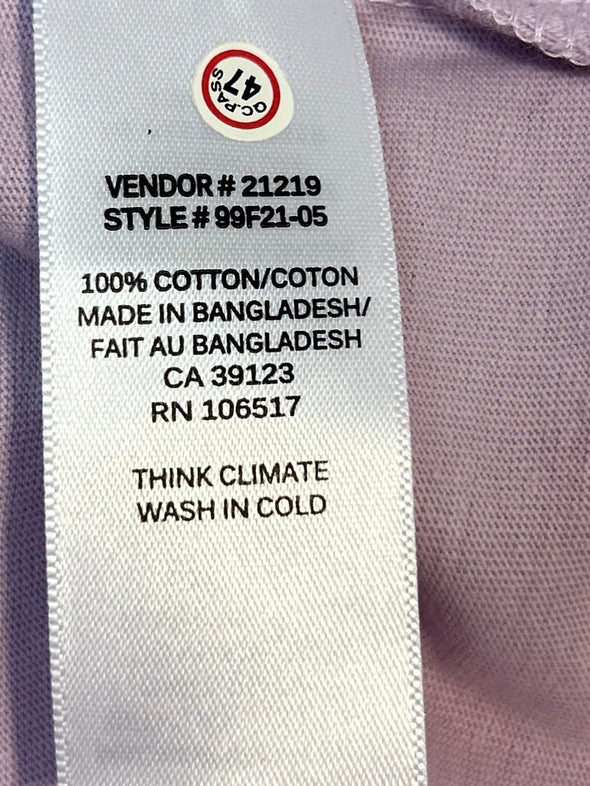 QC.PASS
47
VENDOR # 21219
STYLE # 99F21-05
100% COTTON/COTON
MADE IN BANGLADESH/
FAIT AU BANGLADESH
CA 39123
RN 106517
THINK CLIMATE
WASH IN COLD